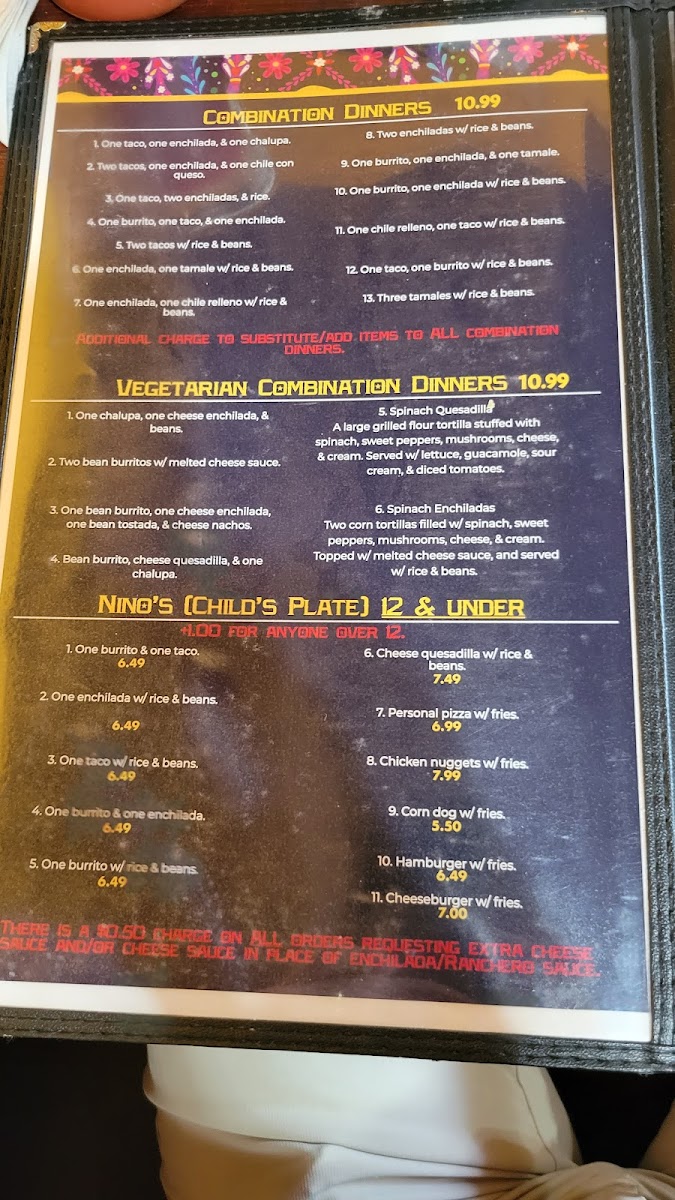 COMBINATION DINNERS 10.99
1. One taco, one enchilada, & one chalupa.
2. Two tacos, one enchilada, & one chile con
queso.
3. One taco, two enchiladas, & rice.
4. One burrito, one taco, & one enchilada.
5. Two tacos w/ rice & beans.
6. One enchilada, one tamale w/ rice & beans.
7. One enchilada, one chile relleno w/ rice &
beans.
8. Two enchiladas w/ rice & beans.
9. One burrito, one enchilada, & one tamale.
10. One burrito, one enchilada w/ rice & beans.
11. One chile relleno, one taco w/ rice & beans.
12. One taco, one burrito w/ rice & beans.
13. Three tamales w/ rice & beans.
ADDITIONAL CHARGE TO SUBSTITUTE/ADD ITEMS TO ALL COMBINATION
DINNERS.
VEGETARIAN COMBINATION DINNERS 10.99
1. One chalupa, one cheese enchilada, &
beans.
2. Two bean burritos w/ melted cheese sauce.
3. One bean burrito, one cheese enchilada,
one bean tostada, & cheese nachos.
4. Bean burrito, cheese quesadilla, & one
chalupa.
5. Spinach Quesadilla
A large grilled flour tortilla stuffed with
spinach, sweet peppers, mushrooms, cheese,
& cream. Served w/ lettuce, guacamole, sour
cream, & diced tomatoes.
6. Spinach Enchiladas
Two corn tortillas filled w/ spinach, sweet
peppers, mushrooms, cheese, & cream.
Topped w/ melted cheese sauce, and served
w/ rice & beans.
NINO'S (CHILD'S PLATE) 12 & UNDER
+1.00 FOR ANYONE OVER 12.
1. One burrito & one taco.
6.49
2. One enchilada w/ rice & beans.
6.49
3. One taco w/ rice & beans.
6.49
4. One burrito & one enchilada.
6.49
5. One burrito w/ rice & beans.
6.49
6. Cheese quesadilla w/ rice &
beans.
7.49
7. Personal pizza w/ fries.
6.99
8. Chicken nuggets w/ fries.
7.99
9. Corn dog w/ fries.
5.50
10. Hamburger w/ fries.
6.49
11. Cheeseburger w/ fries.
7.00
THERE IS A $0.50 CHARGE ON ALL ORDERS REQUESTING EXTRA CHEESE
SAUCE AND/OR CHEESE SAUCE IN PLACE OF ENCHILADA/RANCHERO SAUCE.